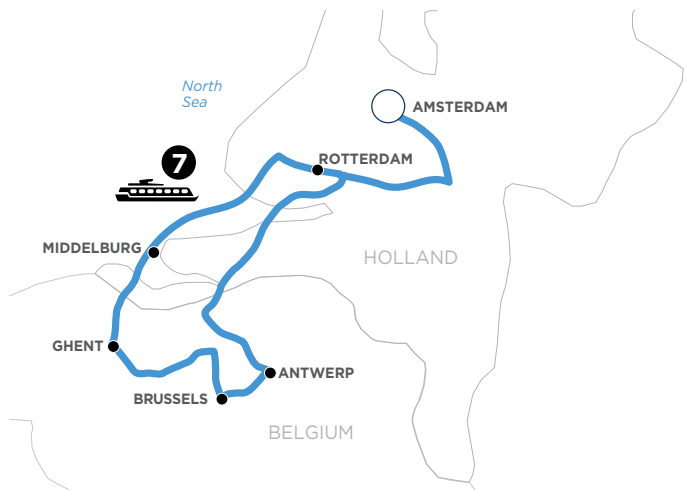 North
Sea
AMSTERDAM
7
ROTTERDAM
MIDDELBURG
HOLLAND
GHENT
ANTWERP
BRUSSELS
BELGIUM